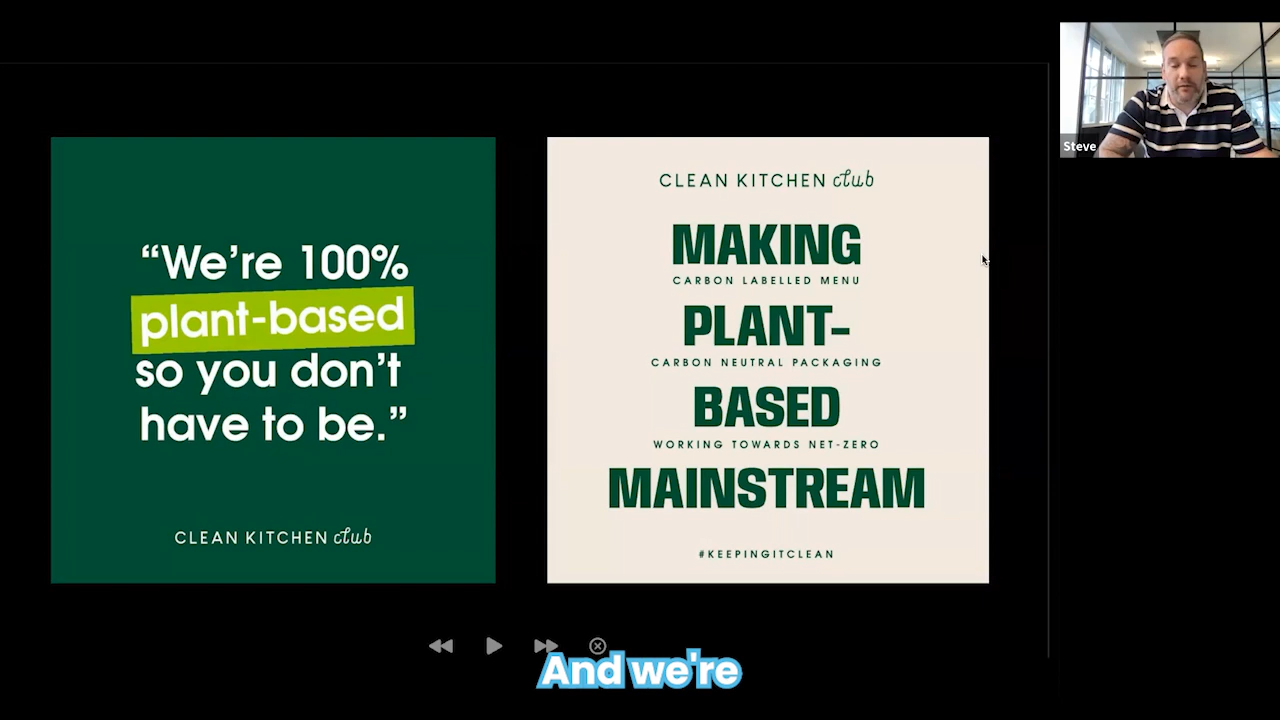 “We’re 100%
plant-based
so you don’t
have to be.”
CLEAN KITCHEN club
CLEAN KITCHEN club
MAKING
CARBON LABELLED MENU
PLANT-
CARBON NEUTRAL PACKAGING
BASED
WORKING TOWARDS NET-ZERO
MAINSTREAM
#KEEPINGITCLEAN
Steve
And we're